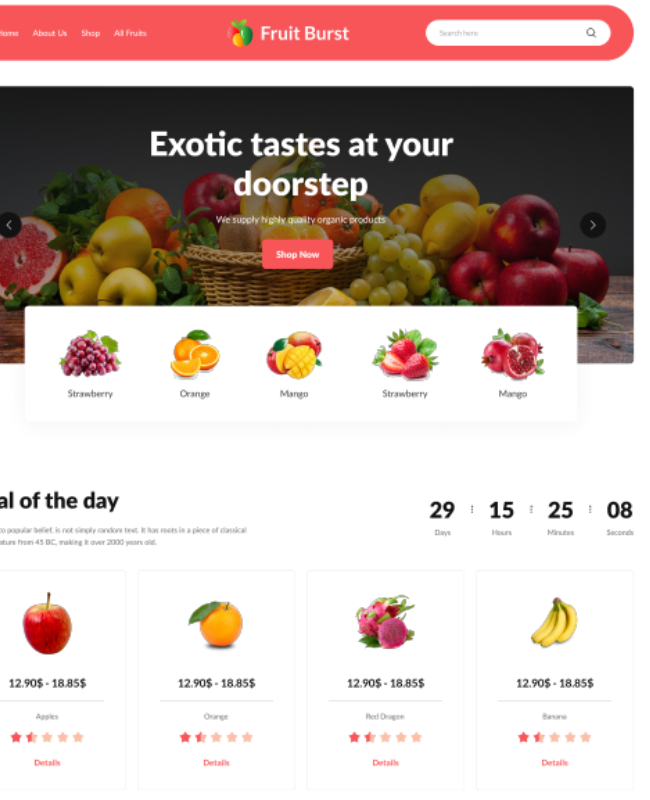 Home About Us Shop All Fruits Fruit Burst Search here
Exotic tastes at your
doorstep
We supply highly quality organic products
Shop Now
Strawberry Orange Mango Strawberry Mango
al of the day
29 : 15 : 25 : 08
Days Hours Minutes Seconds
to popular belief, is not simply random text. It has roots in a piece of classical
ature from 45 BC, making it over 2000 years old.
12.90$ - 18.85$ 12.90$ - 18.85$ 12.90$ - 18.85$ 12.90$ - 18.85$
Apples Orange Red Dragon Banana
Details Details Details Details